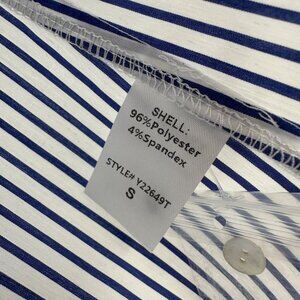 SHELL:
96%Polyester
4%Spandex
STYLE# Y22649T
S